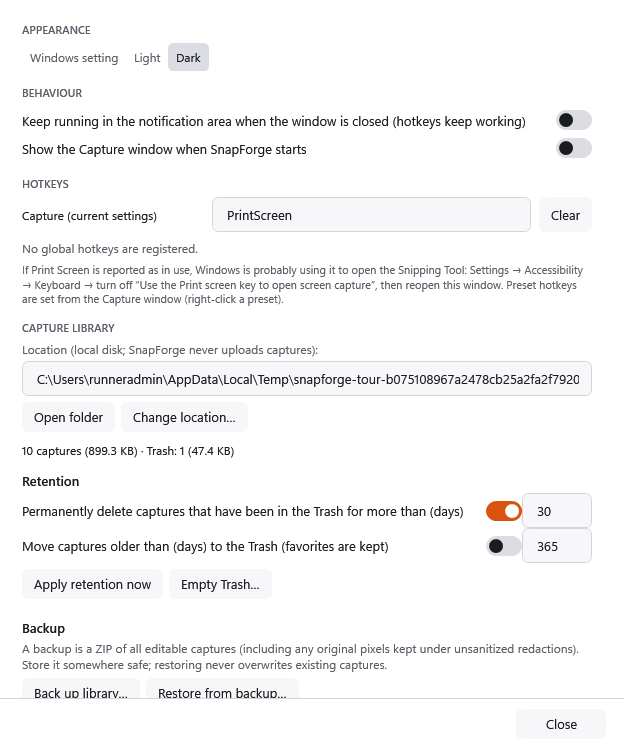 APPEARANCE
Windows setting Light Dark
BEHAVIOUR
Keep running in the notification area when the window is closed (hotkeys keep working)
Show the Capture window when SnapForge starts
HOTKEYS
Capture (current settings) PrintScreen Clear
No global hotkeys are registered.
If Print Screen is reported as in use, Windows is probably using it to open the Snipping Tool: Settings → Accessibility
→ Keyboard → turn off "Use the Print screen key to open screen capture", then reopen this window. Preset hotkeys
are set from the Capture window (right-click a preset).
CAPTURE LIBRARY
Location (local disk; SnapForge never uploads captures):
C:\Users\runneradmin\AppData\Local\Temp\snapforge-tour-b075108967a2478cb25a2fa2f7920
Open folder Change location...
10 captures (899.3 KB) · Trash: 1 (47.4 KB)
Retention
Permanently delete captures that have been in the Trash for more than (days) 30
Move captures older than (days) to the Trash (favorites are kept) 365
Apply retention now Empty Trash...
Backup
A backup is a ZIP of all editable captures (including any original pixels kept under unsanitized redactions).
Store it somewhere safe; restoring never overwrites existing captures.
Back up library... Restore from backup...
Close